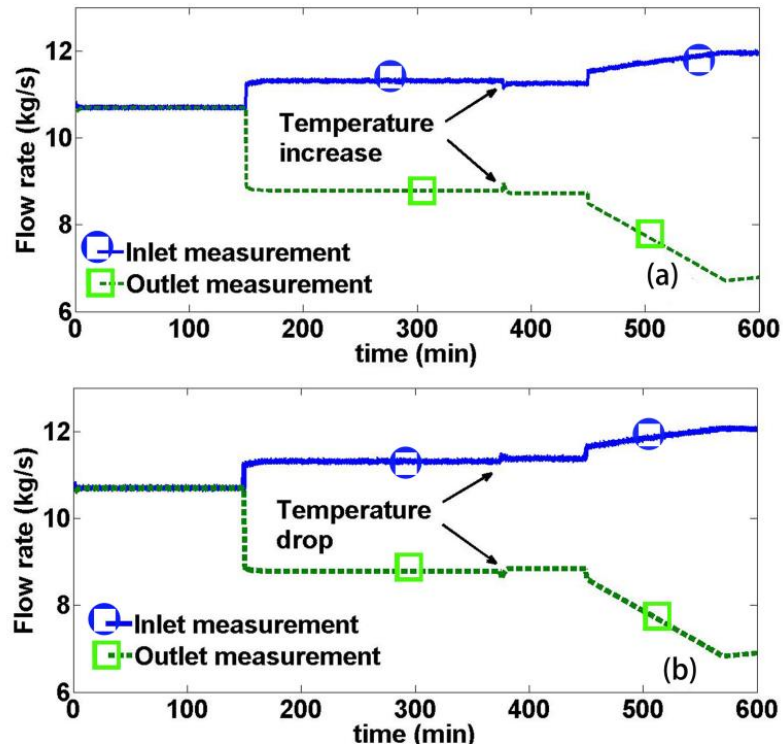 12
10
8
6
Flow rate (kg/s)
Temperature
increase
Inlet measurement
Outlet measurement
(a)
0
100
200
300
400
500
600
time (min)
12
10
8
6
Flow rate (kg/s)
Temperature
drop
Inlet measurement
Outlet measurement
(b)
0
100
200
300
400
500
600
time (min)